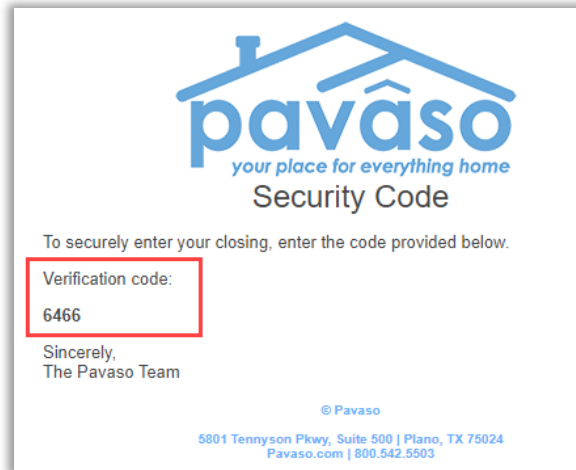 pavâso
your place for everything home
Security Code
To securely enter your closing, enter the code provided below.
Verification code:
6466
Sincerely,
The Pavaso Team
© Pavaso
5801 Tennyson Pkwy, Suite 500 | Plano, TX 75024
Pavaso.com | 800.542.5503